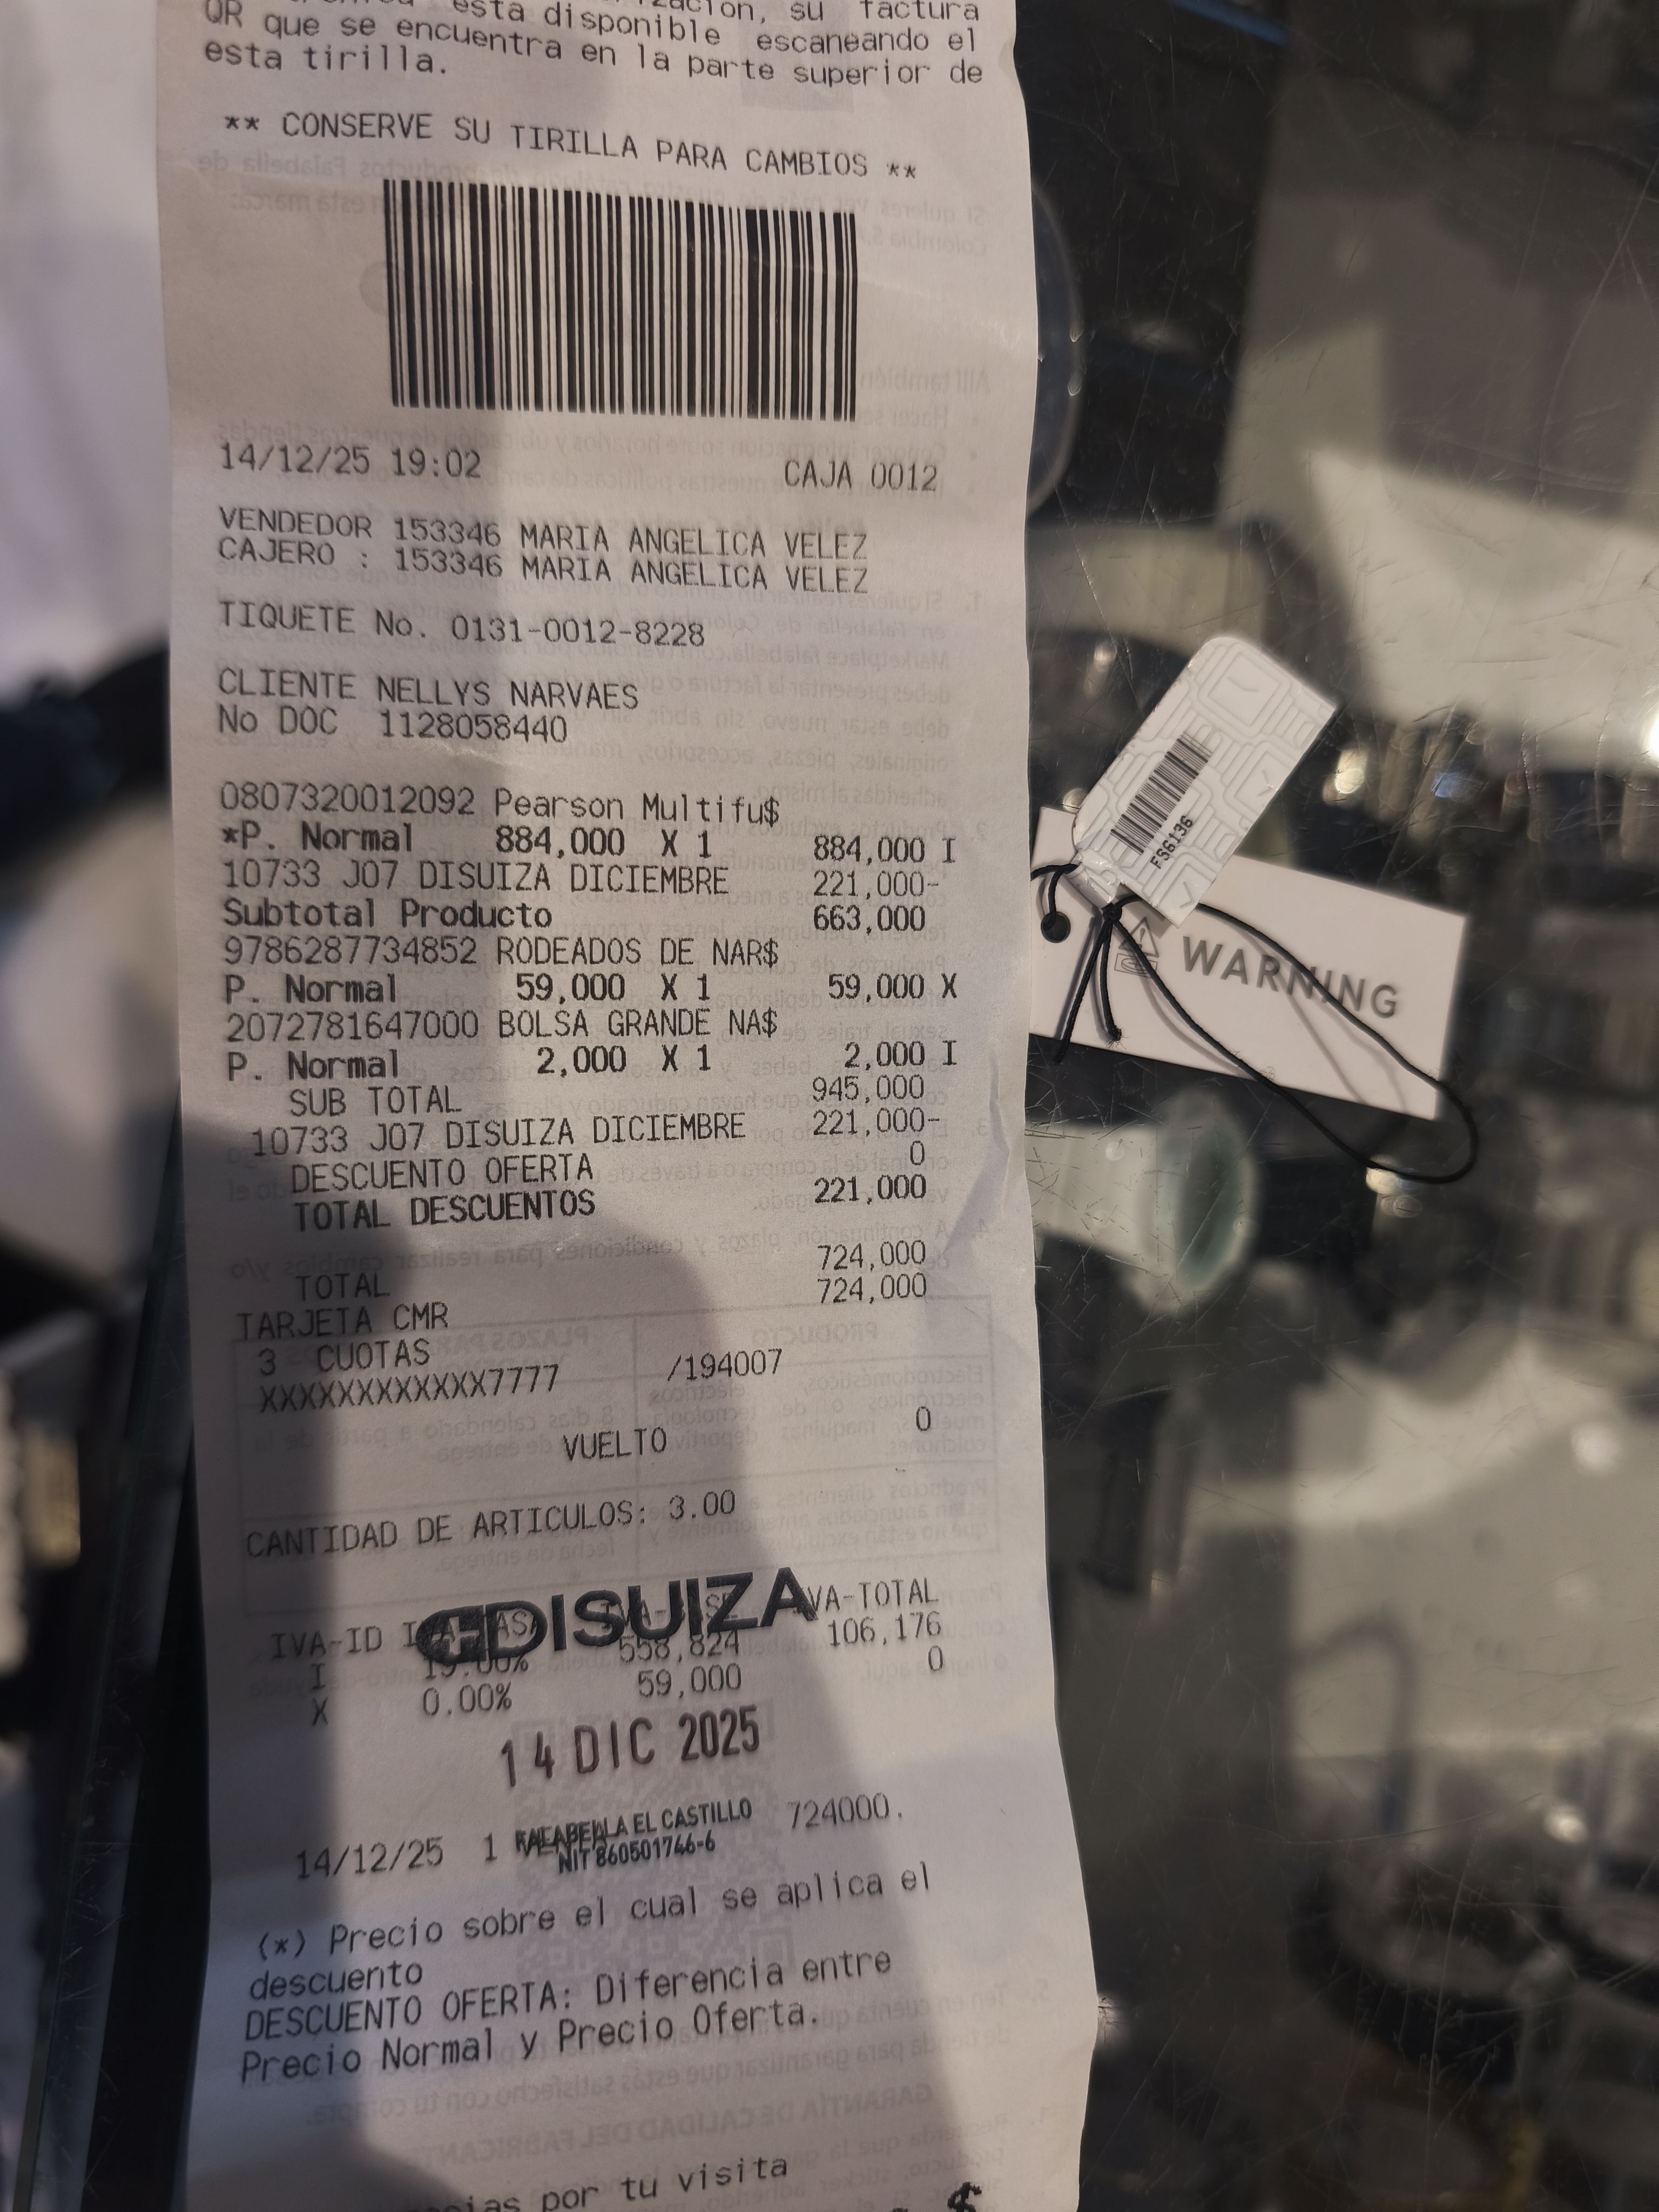 esta disponible su factura
QR que se encuentra escaneando el
esta tirilla. en la parte superior de
** CONSERVE SU TIRILLA PARA CAMBIOS **
14/12/25 19:02 CAJA 0012
VENDEDOR 153346 MARIA ANGELICA VELEZ
CAJERO : 153346 MARIA ANGELICA VELEZ
TIQUETE No. 0131-0012-8228
CLIENTE NELLYS NARVAES
No DOC 1128058440
0807320012092 Pearson Multifu$
*P. Normal 884,000 X 1 884,000 I
10733 J07 DISUIZA DICIEMBRE 221,000-
Subtotal Producto 663,000
9786287734852 RODEADOS DE NAR$
P. Normal 59,000 X 1 59,000 X
2072781647000 BOLSA GRANDE NA$
P. Normal 2,000 X 1 2,000 I
SUB TOTAL 945,000
10733 J07 DISUIZA DICIEMBRE 221,000-
DESCUENTO OFERTA 0
TOTAL DESCUENTOS 221,000
724,000
TOTAL 724,000
TARJETA CMR
3 CUOTAS
XXXXXXXXXXXX7777 /194007
VUELTO 0
CANTIDAD DE ARTICULOS: 3.00
DISUIZA
IVA-ID IVA-TOTAL
I 19.00% 558,824 106,176
X 0.00% 59,000 0
14 DIC 2025
14/12/25 1 FALABELLA EL CASTILLO 724000.
NIT 860501746-6
(*) Precio sobre el cual se aplica el
descuento
DESCUENTO OFERTA: Diferencia entre
Precio Normal y Precio Oferta.
por tu visita
FS6136
WARNING